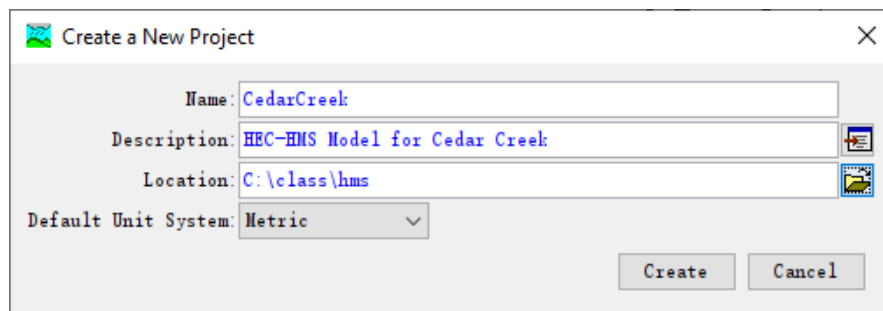 Create a New Project
Name: CedarCreek
Description: HEC-HMS Model for Cedar Creek
Location: C:\class\hms
Default Unit System: Metric
Create Cancel